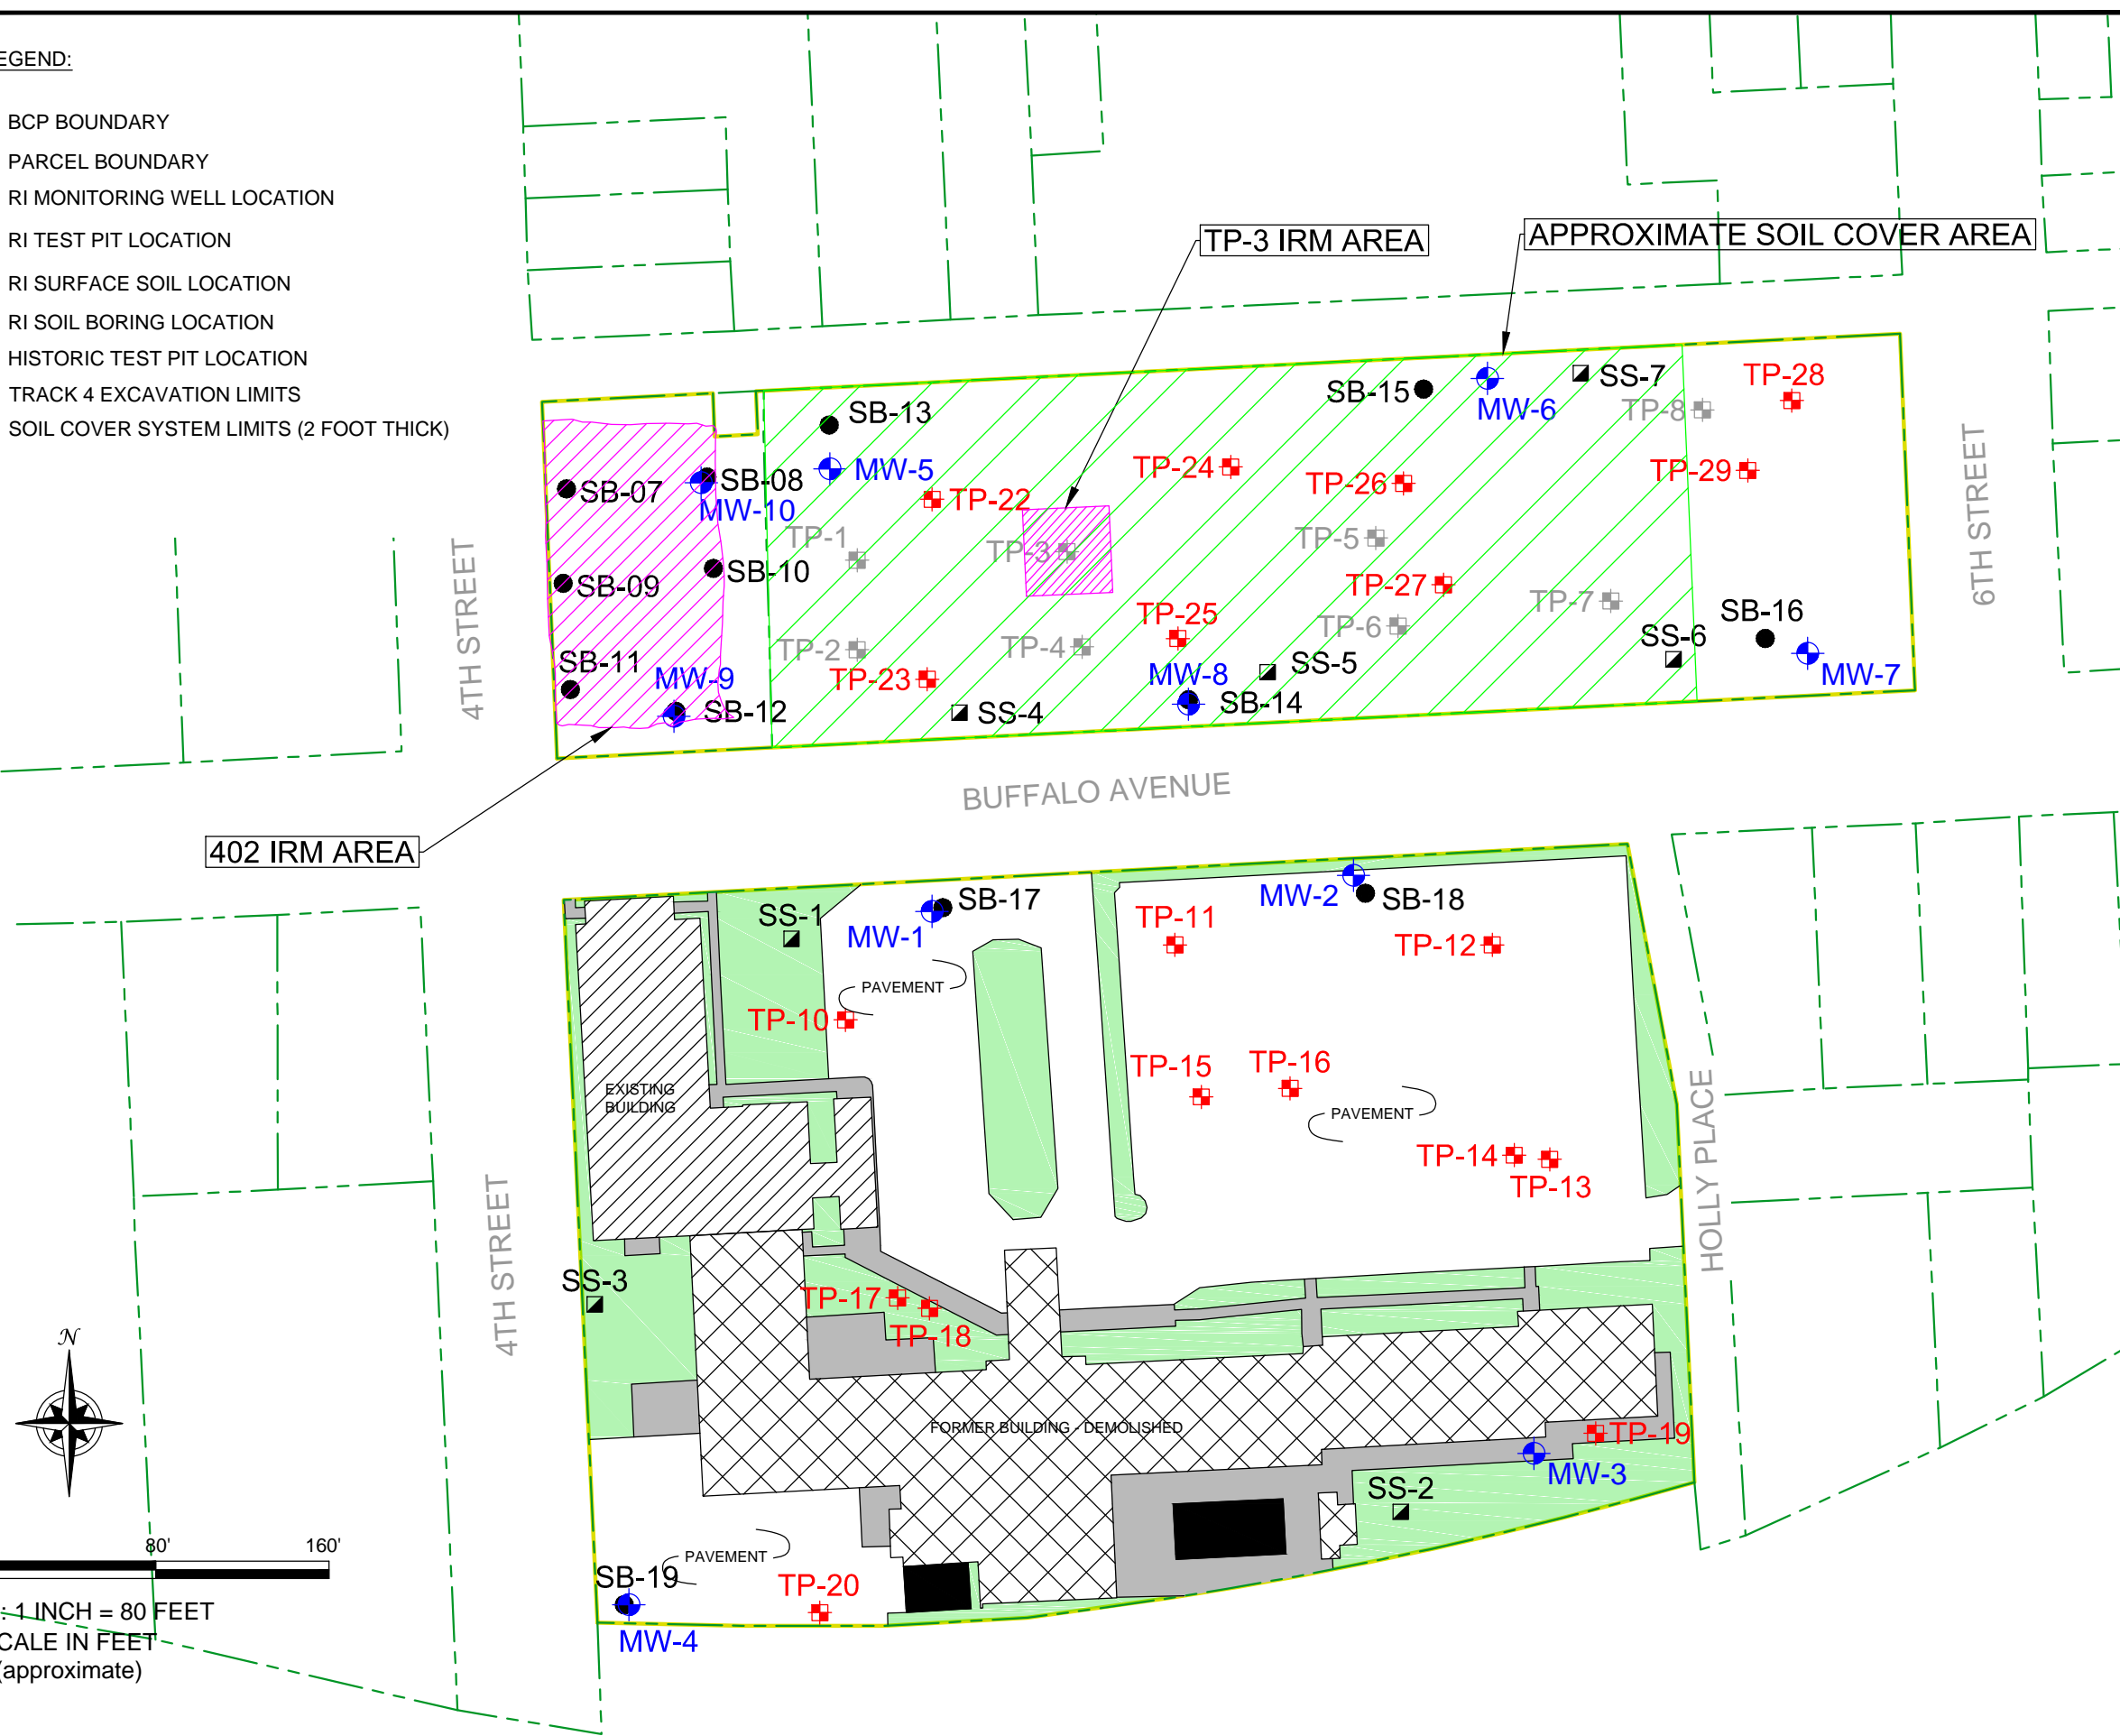 EGEND:
BCP BOUNDARY
PARCEL BOUNDARY
RI MONITORING WELL LOCATION
RI TEST PIT LOCATION
RI SURFACE SOIL LOCATION
RI SOIL BORING LOCATION
HISTORIC TEST PIT LOCATION
TRACK 4 EXCAVATION LIMITS
SOIL COVER SYSTEM LIMITS (2 FOOT THICK)
TP-3 IRM AREA
APPROXIMATE SOIL COVER AREA
SB-15
SS-7
TP-28
MW-6
TP-8
SB-13
MW-5
TP-24
TP-26
TP-29
SB-07
SB-08
MW-10
TP-22
TP-1
TP-3
TP-5
SB-10
SB-09
TP-27
TP-7
TP-25
TP-6
SB-16
SS-6
TP-2
TP-4
SB-11
MW-9
TP-23
MW-8
SS-5
MW-7
SB-12
SS-4
SB-14
4TH STREET
6TH STREET
BUFFALO AVENUE
402 IRM AREA
SS-1
SB-17
MW-1
MW-2
SB-18
TP-11
TP-12
PAVEMENT
TP-10
TP-15
TP-16
EXISTING
BUILDING
PAVEMENT
TP-14
TP-13
HOLLY PLACE
4TH STREET
SS-3
TP-17
TP-18
N
FORMER BUILDING - DEMOLISHED
TP-19
MW-3
SS-2
PAVEMENT
SB-19
TP-20
MW-4
80'
160'
: 1 INCH = 80 FEET
CALE IN FEET
(approximate)